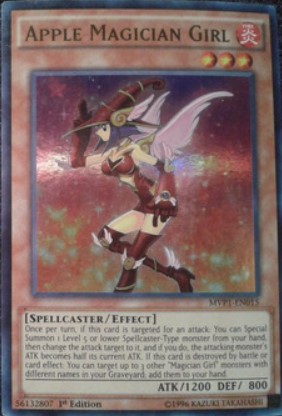 APPLE MAGICIAN GIRL
MVP1-EN015
[SPELLCASTER/EFFECT]
Once per turn, if this card is targeted for an attack: You can Special
Summon 1 Level 5 or lower Spellcaster-Type monster from your hand,
then change the attack target to it, and if you do, the attacking monster's
ATK becomes half its current ATK. If this card is destroyed by battle or
card effect: You can target up to 3 other "Magician Girl" monsters with
different names in your Graveyard; add them to your hand.
ATK/1200 DEF/ 800
56132807 1st Edition ©1996 KAZUKI TAKAHASHI